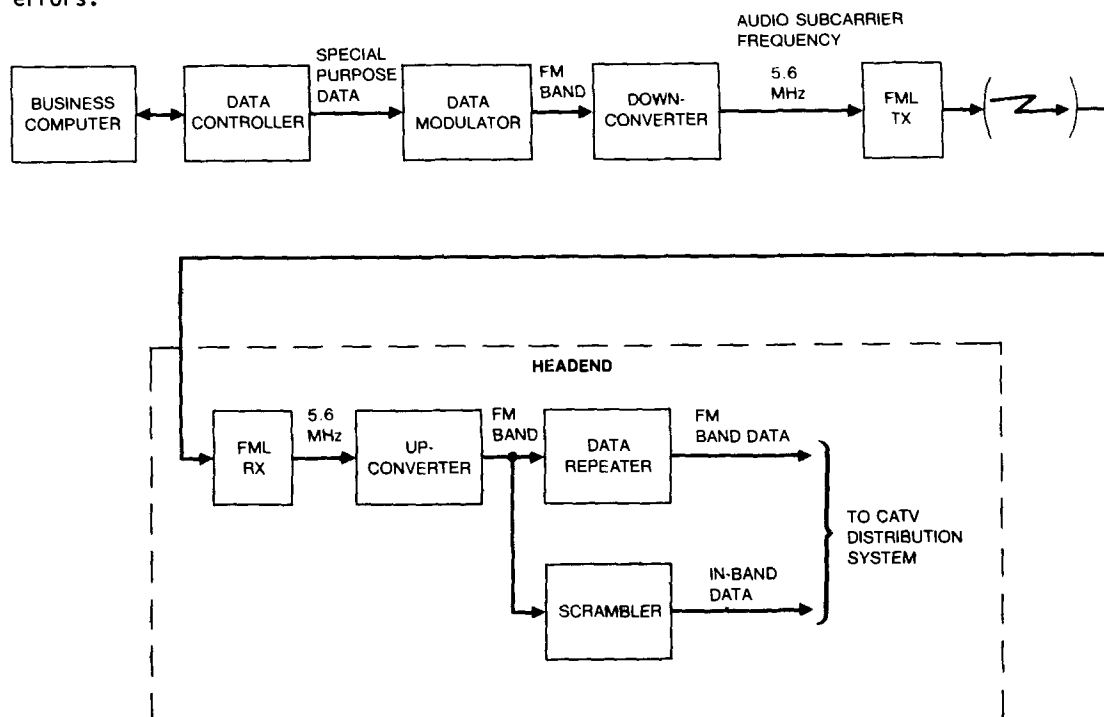 errors.
AUDIO SUBCARRIER
FREQUENCY
SPECIAL
PURPOSE
DATA
FM
BAND
5.6
MHz
BUSINESS
COMPUTER
DATA
CONTROLLER
DATA
MODULATOR
DOWN-
CONVERTER
FML
TX
HEADEND
5.6
MHz
FM
BAND
FM
BAND DATA
FML
RX
UP-
CONVERTER
DATA
REPEATER
TO CATV
DISTRIBUTION
SYSTEM
IN-BAND
DATA
SCRAMBLER